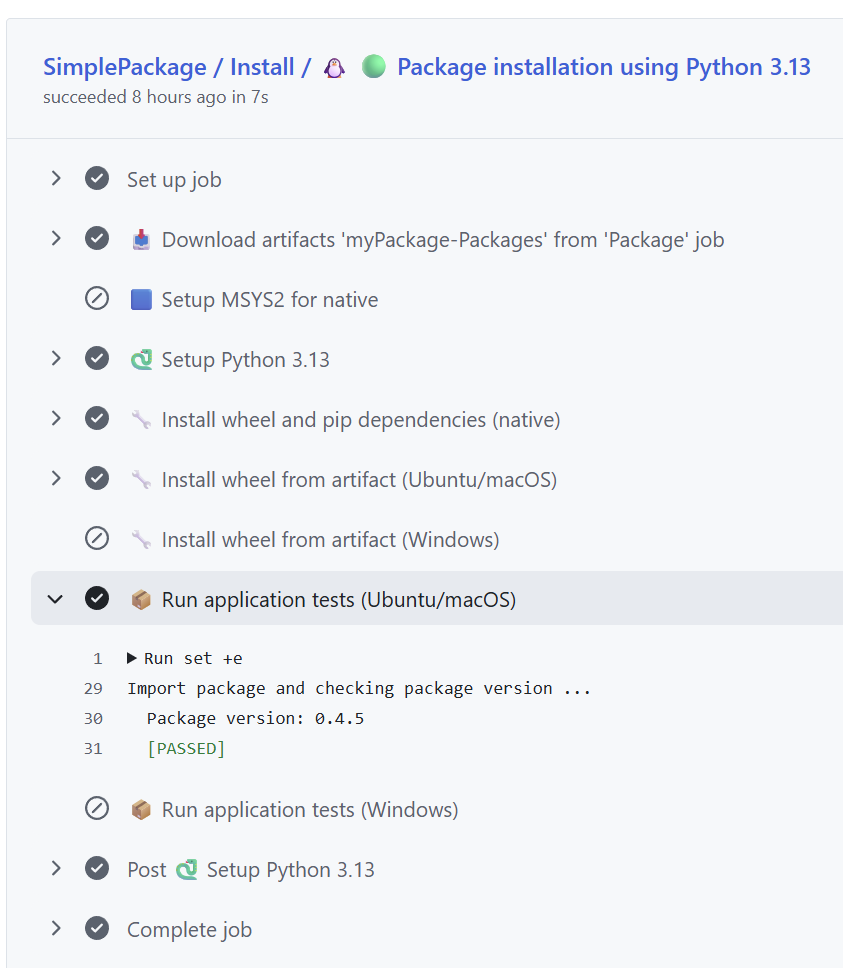 SimplePackage / Install / 🐧 🟢 Package installation using Python 3.13
succeeded 8 hours ago in 7s
Set up job
📥 Download artifacts 'myPackage-Packages' from 'Package' job
🟦 Setup MSYS2 for native
🐍 Setup Python 3.13
🔧 Install wheel and pip dependencies (native)
🔧 Install wheel from artifact (Ubuntu/macOS)
🔧 Install wheel from artifact (Windows)
📦 Run application tests (Ubuntu/macOS)
1 ▶ Run set +e
29 Import package and checking package version ...
30 Package version: 0.4.5
31 [PASSED]
📦 Run application tests (Windows)
Post 🐍 Setup Python 3.13
Complete job